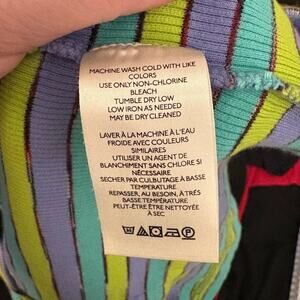 MACHINE WASH COLD WITH LIKE
COLORS
USE ONLY NON-CHLORINE
BLEACH
TUMBLE DRY LOW
LOW IRON AS NEEDED
MAY BE DRY CLEANED
LAVER À LA MACHINE À L'EAU
FROIDE AVEC COULEURS
SIMILAIRES
UTILISER UN AGENT DE
BLANCHIMENT SANS CHLORE SI
NÉCESSAIRE
SECHER PAR CULBUTAGE À BASSE
TEMPERATURE
REPASSER, AU BESOIN, À TRÈS
BASSE TEMPÉRATURE
PEUT-ÊTRE ÊTRE NETTOYÉE
À SEC